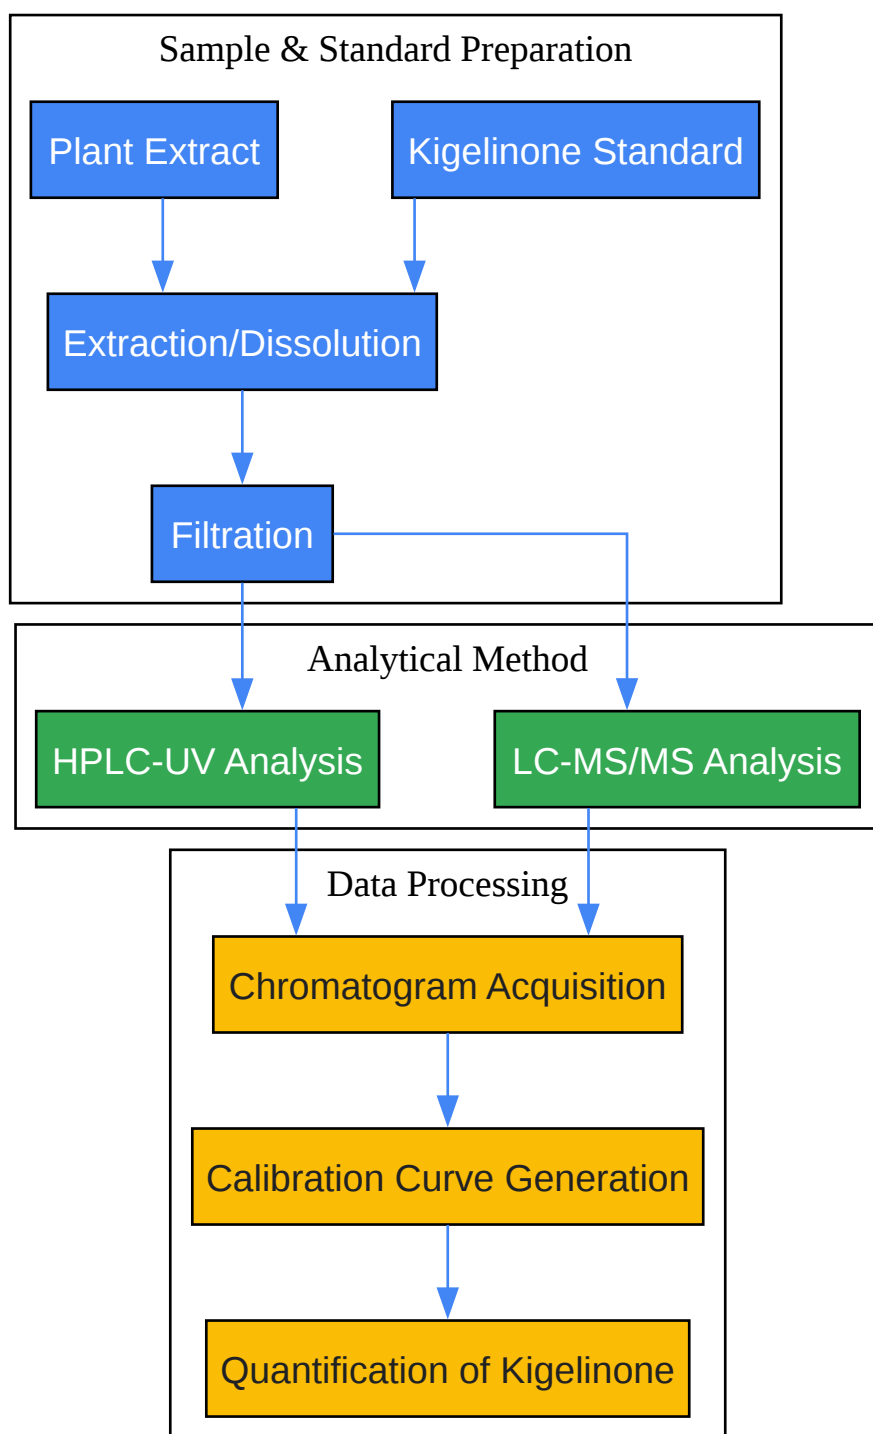 Sample & Standard Preparation
Plant Extract
Kigelinone Standard
Extraction/Dissolution
Filtration
Analytical Method
HPLC-UV Analysis
LC-MS/MS Analysis
Data Processing
Chromatogram Acquisition
Calibration Curve Generation
Quantification of Kigelinone